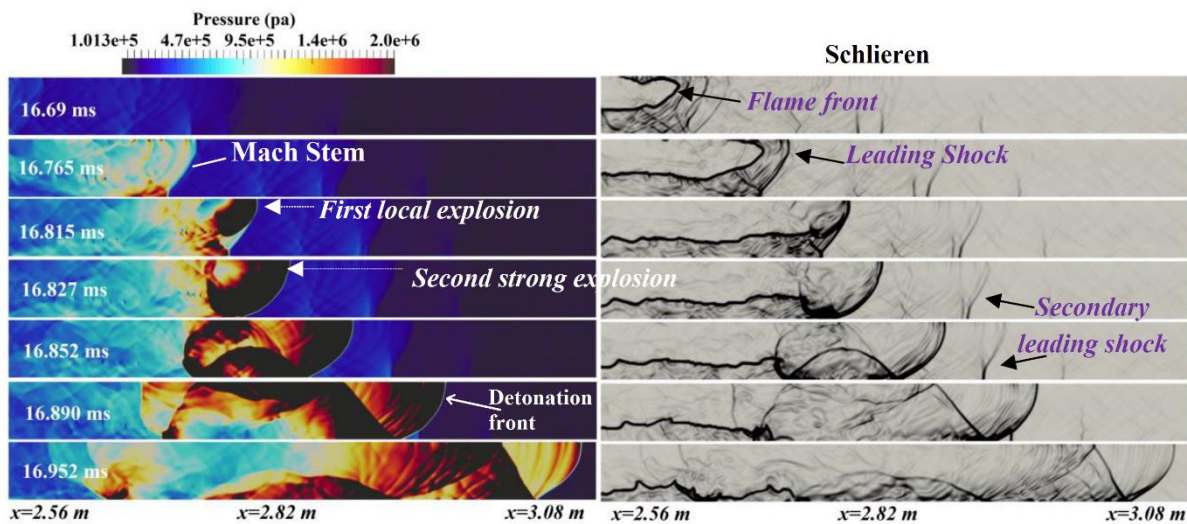 Pressure (pa)
1.013e+5 4.7e+5 9.5e+5 1.4e+6 2.0e+6
Schlieren
16.69 ms
Flame front
16.765 ms
Mach Stem
Leading Shock
16.815 ms
First local explosion
16.827 ms
Second strong explosion
Secondary
leading shock
16.852 ms
16.890 ms
Detonation
front
16.952 ms
x=2.56 m x=2.82 m x=3.08 m
x=2.56 m x=2.82 m x=3.08 m